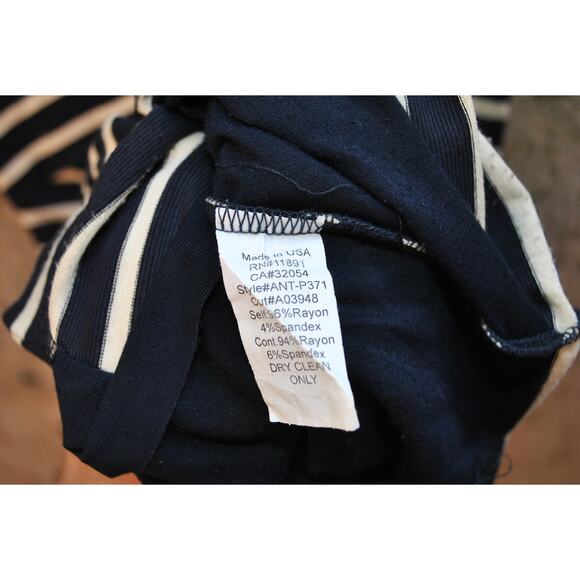 Made in USA
RN#11891
CA#32054
Style#ANT-P371
Cut#A03948
Self.96%Rayon
4%Spandex
Cont.94%Rayon
6%Spandex
DRY CLEAN
ONLY